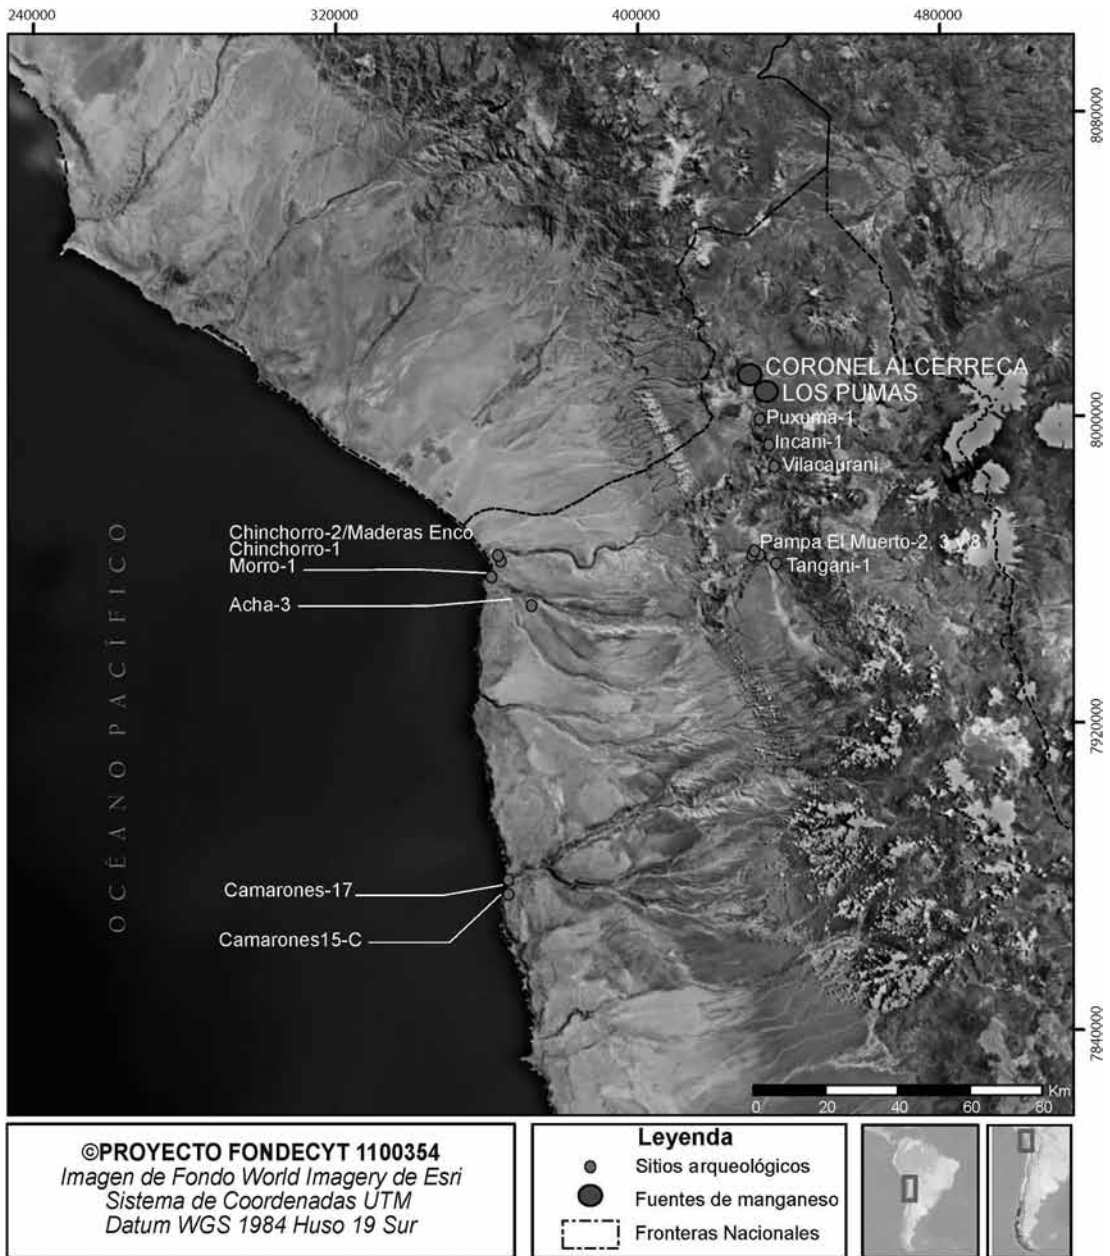 240000
320000
400000
480000
8080000
CORONEL ALCERRECA
LOS PUMAS
8000000
Puxuma-1
Incani-1
Vilacaurani
Chinchorro-2/Maderas Enco
Chinchorro-1
Morro-1
Pampa El Muerto-2, 3 y 8
Tangani-1
Acha-3
OCÉANO PACÍFICO
7920000
Camarones-17
Camarones15-C
7840000
Km
0 20 40 60 80
©PROYECTO FONDECYT 1100354
Imagen de Fondo World Imagery de Esri
Sistema de Coordenadas UTM
Datum WGS 1984 Huso 19 Sur
Leyenda
Sitios arqueológicos
Fuentes de manganeso
Fronteras Nacionales